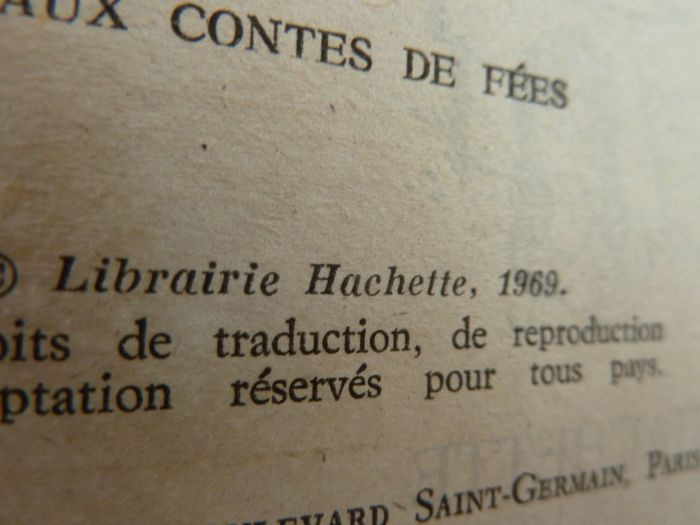 AUX CONTES DE FÉES
© Librairie Hachette, 1969.
oits de traduction, de reproduction
ptation réservés pour tous pays.
LEVARD SAINT-GERMAIN, PARIS